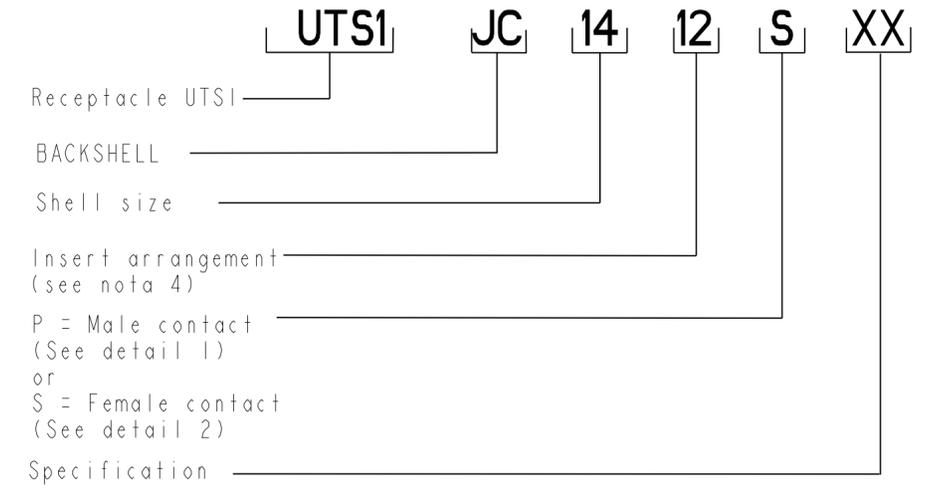 UTS1 JC 14 12 S XX
Receptacle UTS1
BACKSHELL
Shell size
Insert arrangement
(see nota 4)
P = Male contact
(See detail 1)
or
S = Female contact
(See detail 2)
Specification